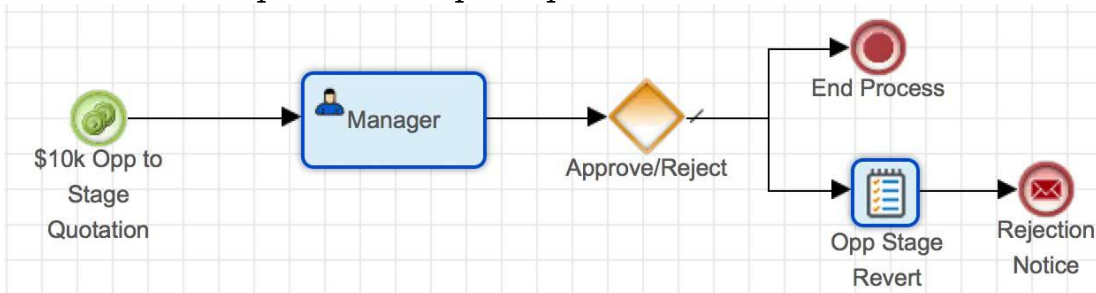 $10k Opp to
Stage
Quotation
Manager
Approve/Reject
End Process
Opp Stage
Revert
Rejection
Notice